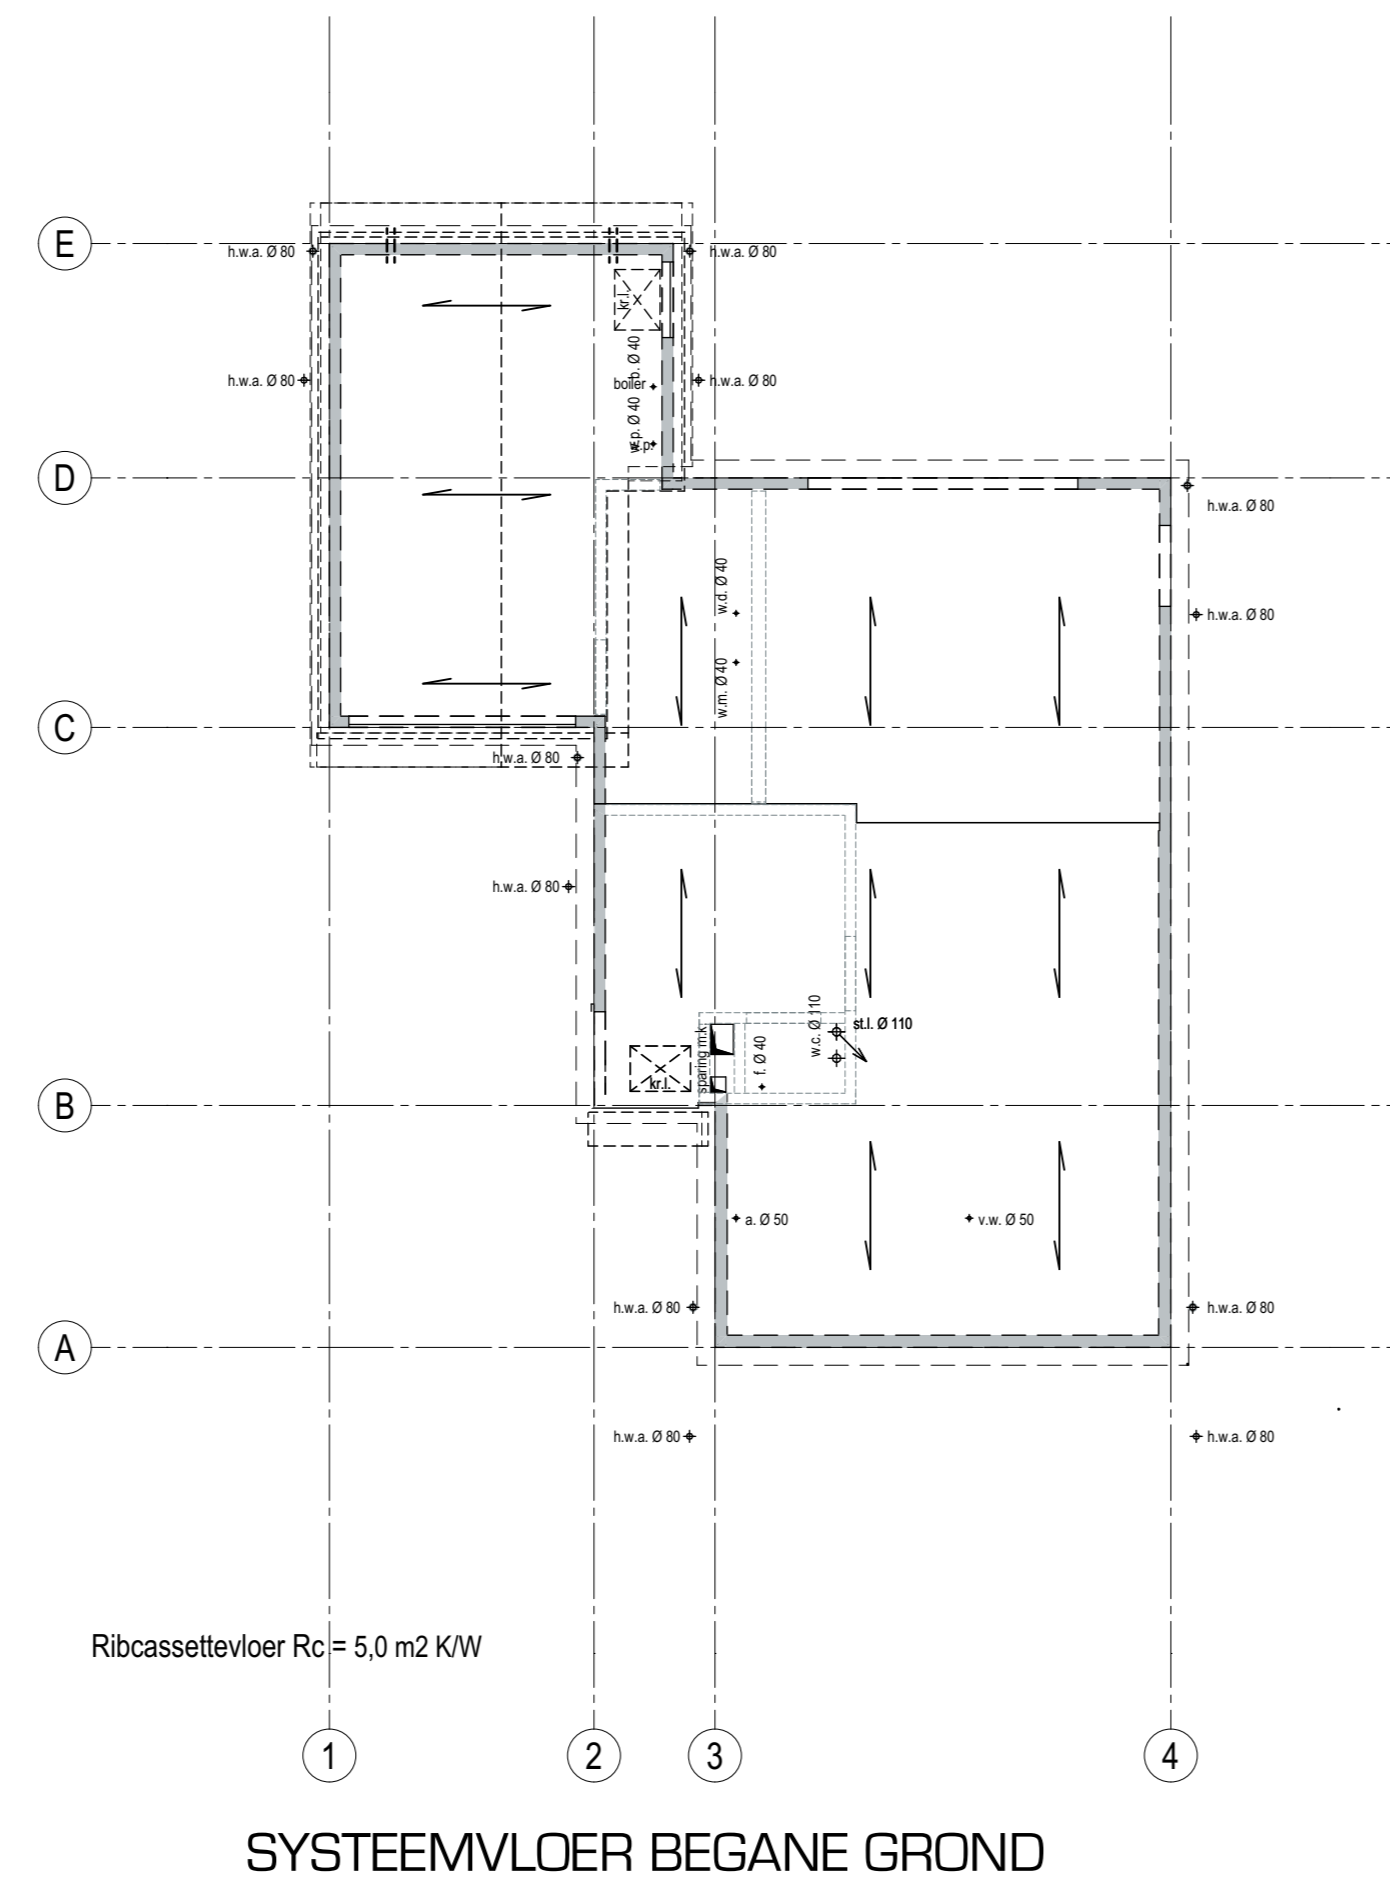 E
h.w.a. Ø 80
h.w.a. Ø 80
kr.l.
b. Ø 40
h.w.a. Ø 80
boiler
h.w.a. Ø 80
w.p. Ø 40
w.p.
D
h.w.a. Ø 80
w.d. Ø 40
h.w.a. Ø 80
w.m. Ø 40
C
h.w.a. Ø 80
h.w.a. Ø 80
w.c. Ø 110
st.l. Ø 110
sparing m.k.
f. Ø 40
kr.l.
B
a. Ø 50
v.w. Ø 50
h.w.a. Ø 80
h.w.a. Ø 80
A
h.w.a. Ø 80
h.w.a. Ø 80
Ribcassettevloer Rc = 5,0 m2 K/W
1
2
3
4
SYSTEEMVLOER BEGANE GROND